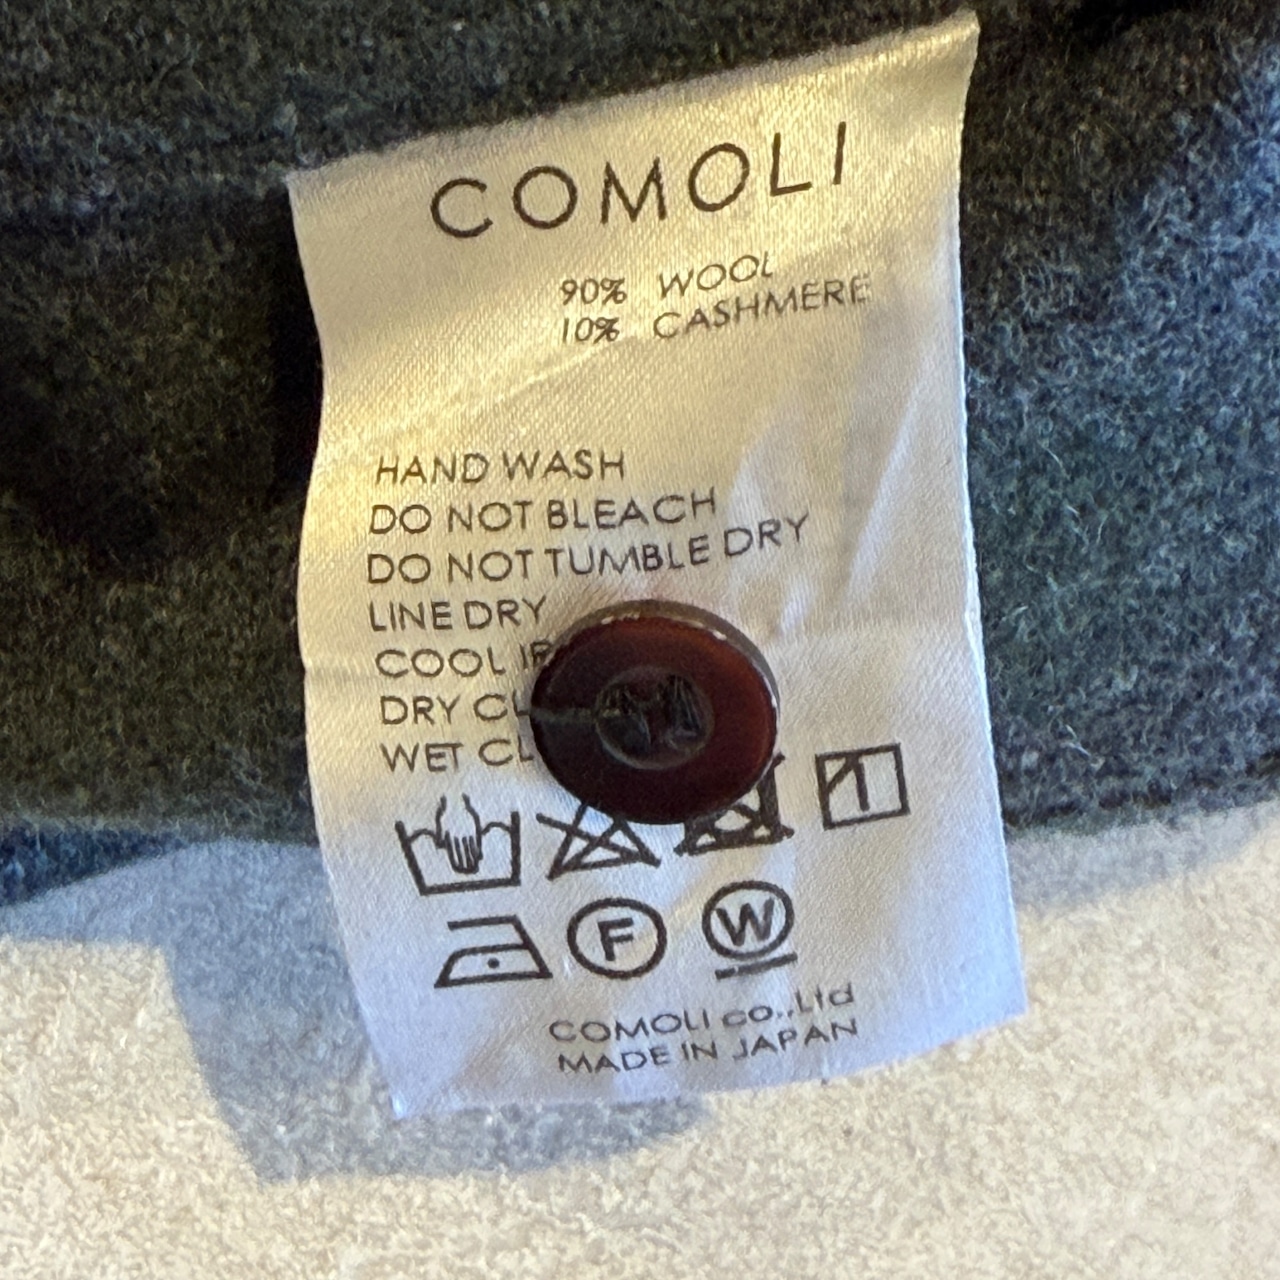 COMOLI
90% WOOL
10% CASHMERE
HAND WASH
DO NOT BLEACH
DO NOT TUMBLE DRY
LINE DRY
COOL
DRY
WET
F W
COMOLI co.,Ltd
MADE IN JAPAN